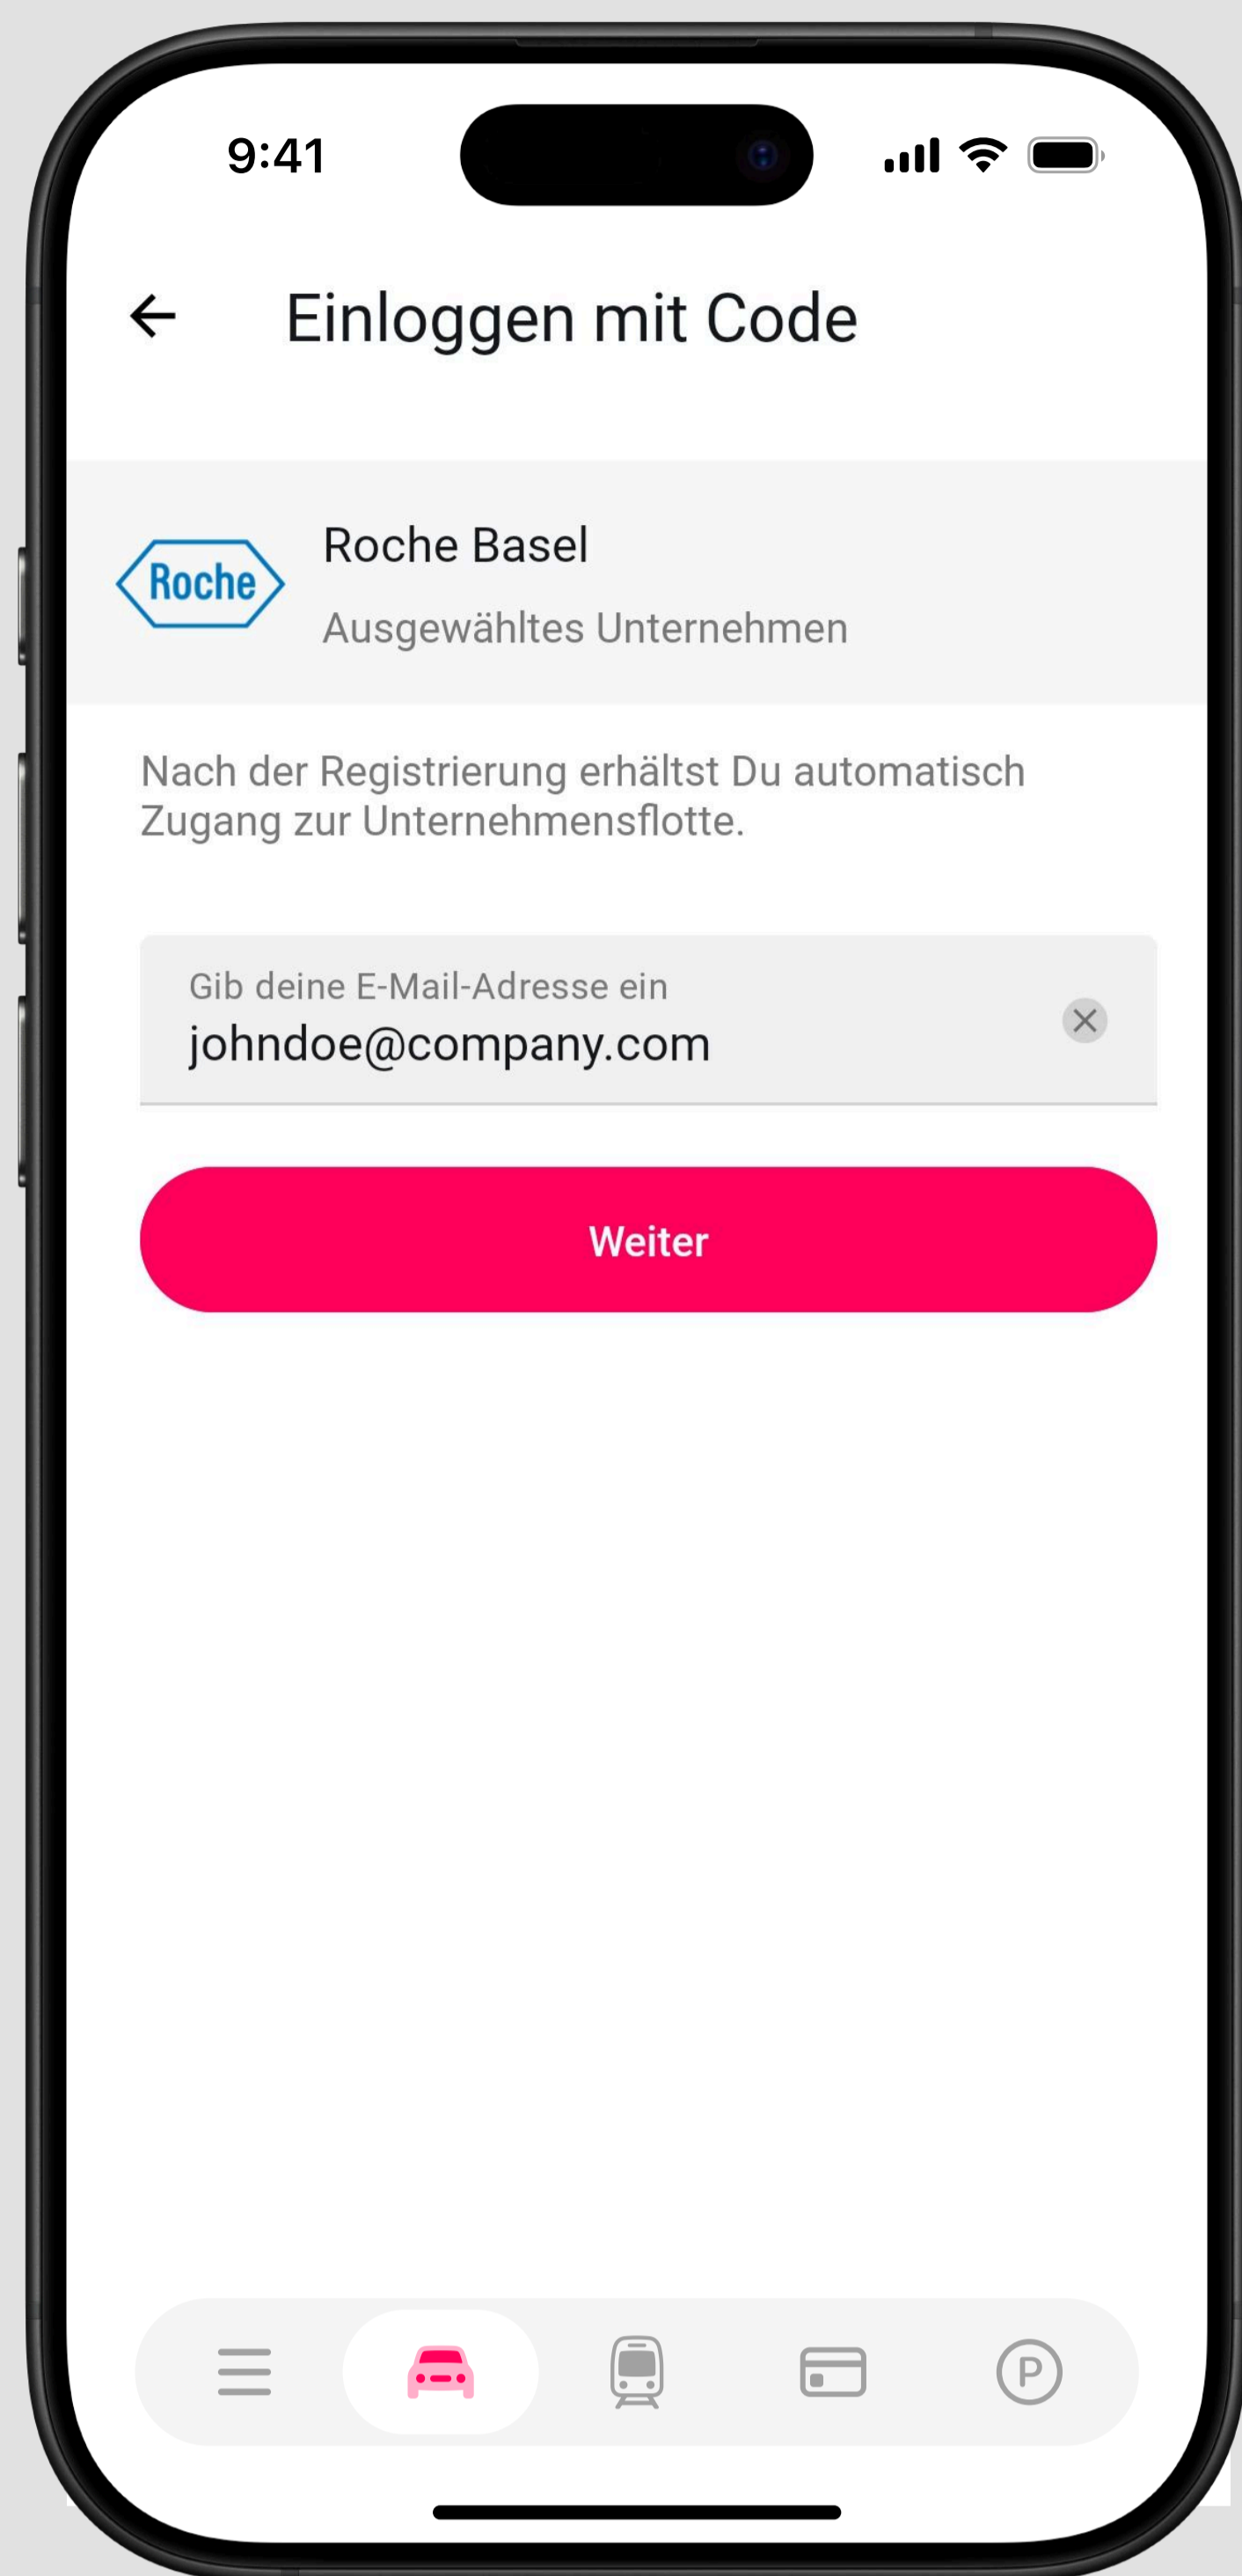 9:41
Einloggen mit Code
Roche
Roche Basel
Ausgewähltes Unternehmen
Nach der Registrierung erhältst Du automatisch
Zugang zur Unternehmensflotte.
Gib deine E-Mail-Adresse ein
johndoe@company.com
Weiter
P